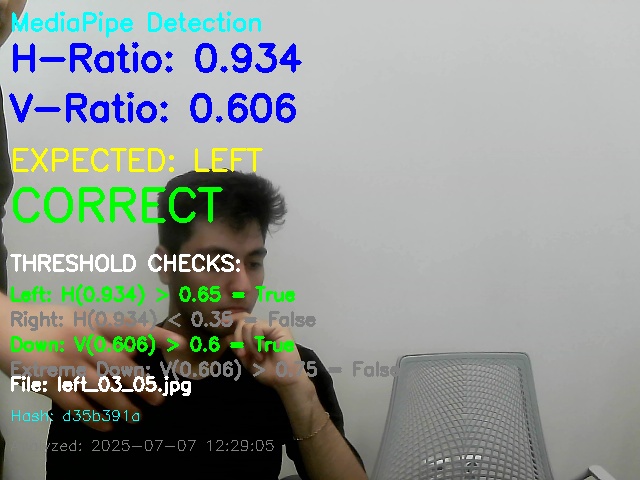 MediaPipe Detection
H-Ratio: 0.934
V-Ratio: 0.606
EXPECTED: LEFT
CORRECT
THRESHOLD CHECKS:
Left: H(0.934) > 0.65 = True
Right: H(0.934) < 0.35 = False
Down: V(0.606) > 0.6 = True
Extreme Down: V(0.606) > 0.75 = False
File: left_03_05.jpg
Hash: d35b391a
2025-07-07 12:29:05